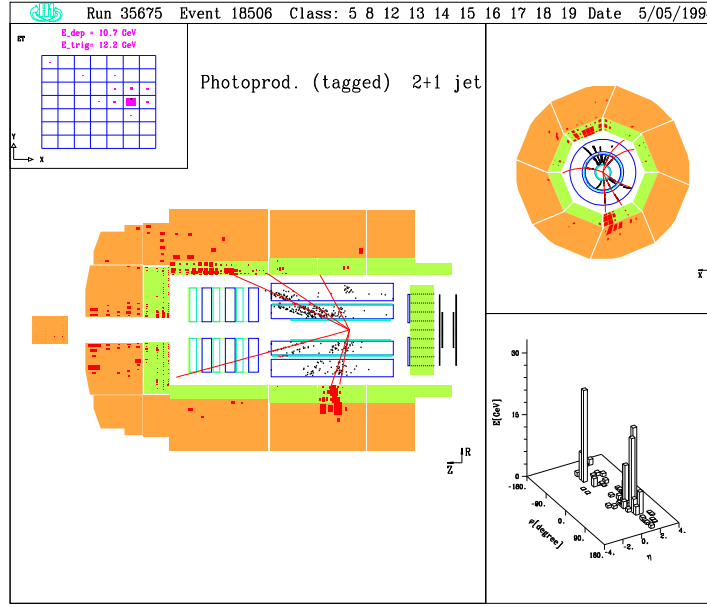 Run 35675 Event 18506 Class: 5 8 12 13 14 15 16 17 18 19 Date 5/05/1994
ET
E_dep = 10.7 GeV
E_trig= 12.2 GeV
Y
X
Photoprod. (tagged) 2+1 jet
R
Z
X
E[GeV]
30.
15
0
-180.
-90.
0.
90.
180.
φ[degree]
-4.
-2.
0.
2.
4.
η